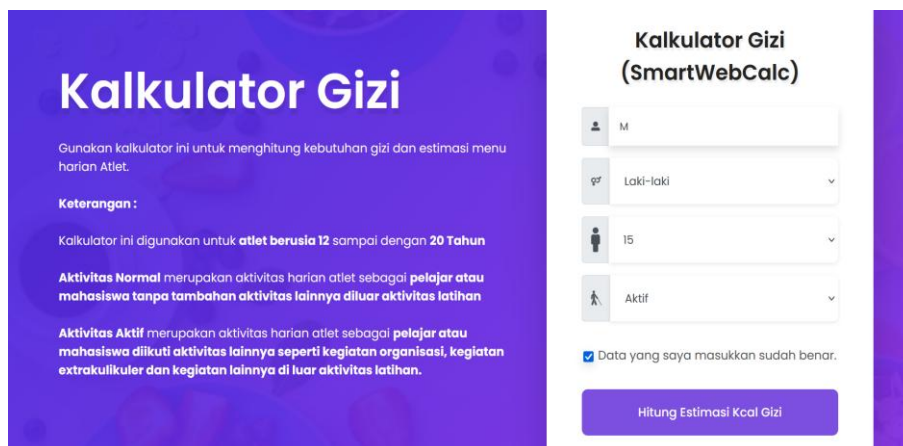 Kalkulator Gizi
Gunakan kalkulator ini untuk menghitung kebutuhan gizi dan estimasi menu
harian Atlet.
Keterangan :
Kalkulator ini digunakan untuk atlet berusia 12 sampai dengan 20 Tahun
Aktivitas Normal merupakan aktivitas harian atlet sebagai pelajar atau
mahasiswa tanpa tambahan aktivitas lainnya diluar aktivitas latihan
Aktivitas Aktif merupakan aktivitas harian atlet sebagai pelajar atau
mahasiswa diikuti aktivitas lainnya seperti kegiatan organisasi, kegiatan
extrakulikuler dan kegiatan lainnya di luar aktivitas latihan.
Kalkulator Gizi
(SmartWebCalc)
M
Laki-laki
15
Aktif
Data yang saya masukkan sudah benar.
Hitung Estimasi Kcal Gizi